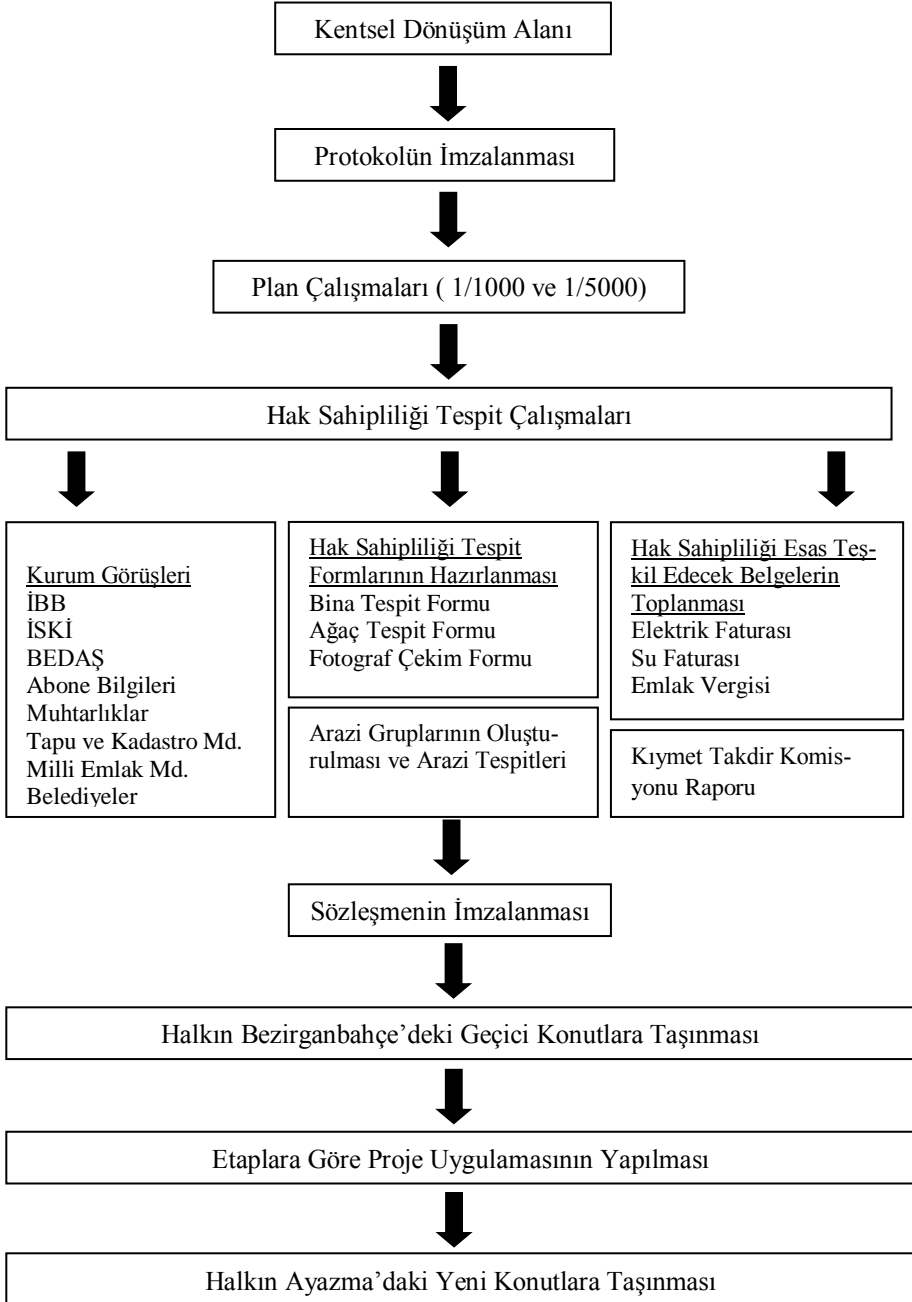 Kentsel Dönüşüm Alanı
Protokolün İmzalanması
Plan Çalışmaları ( 1/1000 ve 1/5000)
Hak Sahipliliği Tespit Çalışmaları
Kurum Görüşleri
İBB
İSKİ
BEDAŞ
Abone Bilgileri
Muhtarlıklar
Tapu ve Kadastro Md.
Milli Emlak Md.
Belediyeler
Hak Sahipliliği Tespit
Formlarının Hazırlanması
Bina Tespit Formu
Ağaç Tespit Formu
Fotograf Çekim Formu
Arazi Gruplarının Oluştu-
rulması ve Arazi Tespitleri
Hak Sahipliliği Esas Teş-
kil Edecek Belgelerin
Toplanması
Elektrik Faturası
Su Faturası
Emlak Vergisi
Kıymet Takdir Komis-
yonu Raporu
Sözleşmenin İmzalanması
Halkın Bezirganbahçe’deki Geçici Konutlara Taşınması
Etaplara Göre Proje Uygulamasının Yapılması
Halkın Ayazma’daki Yeni Konutlara Taşınması